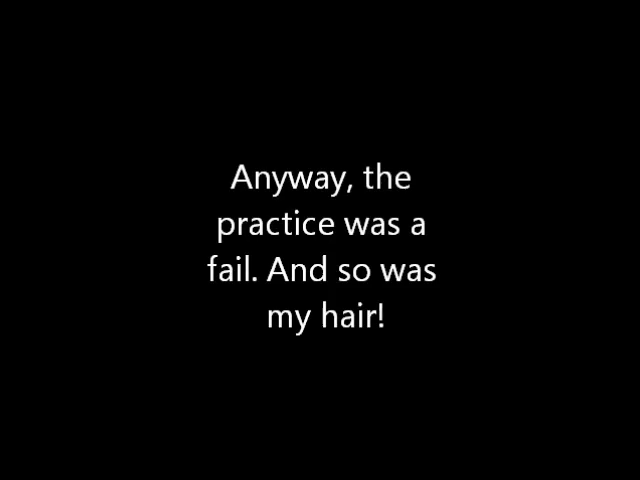 Anyway, the
practice was a
fail. And so was
my hair!